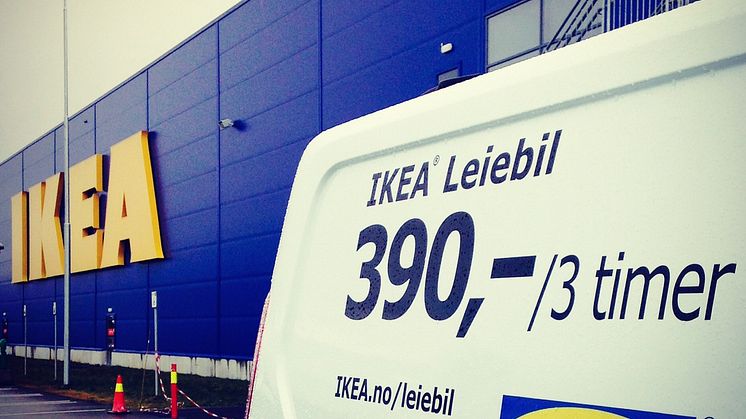 IKEA
IKEA® Leiebil
390,-/3 timer
IKEA.no/leiebil